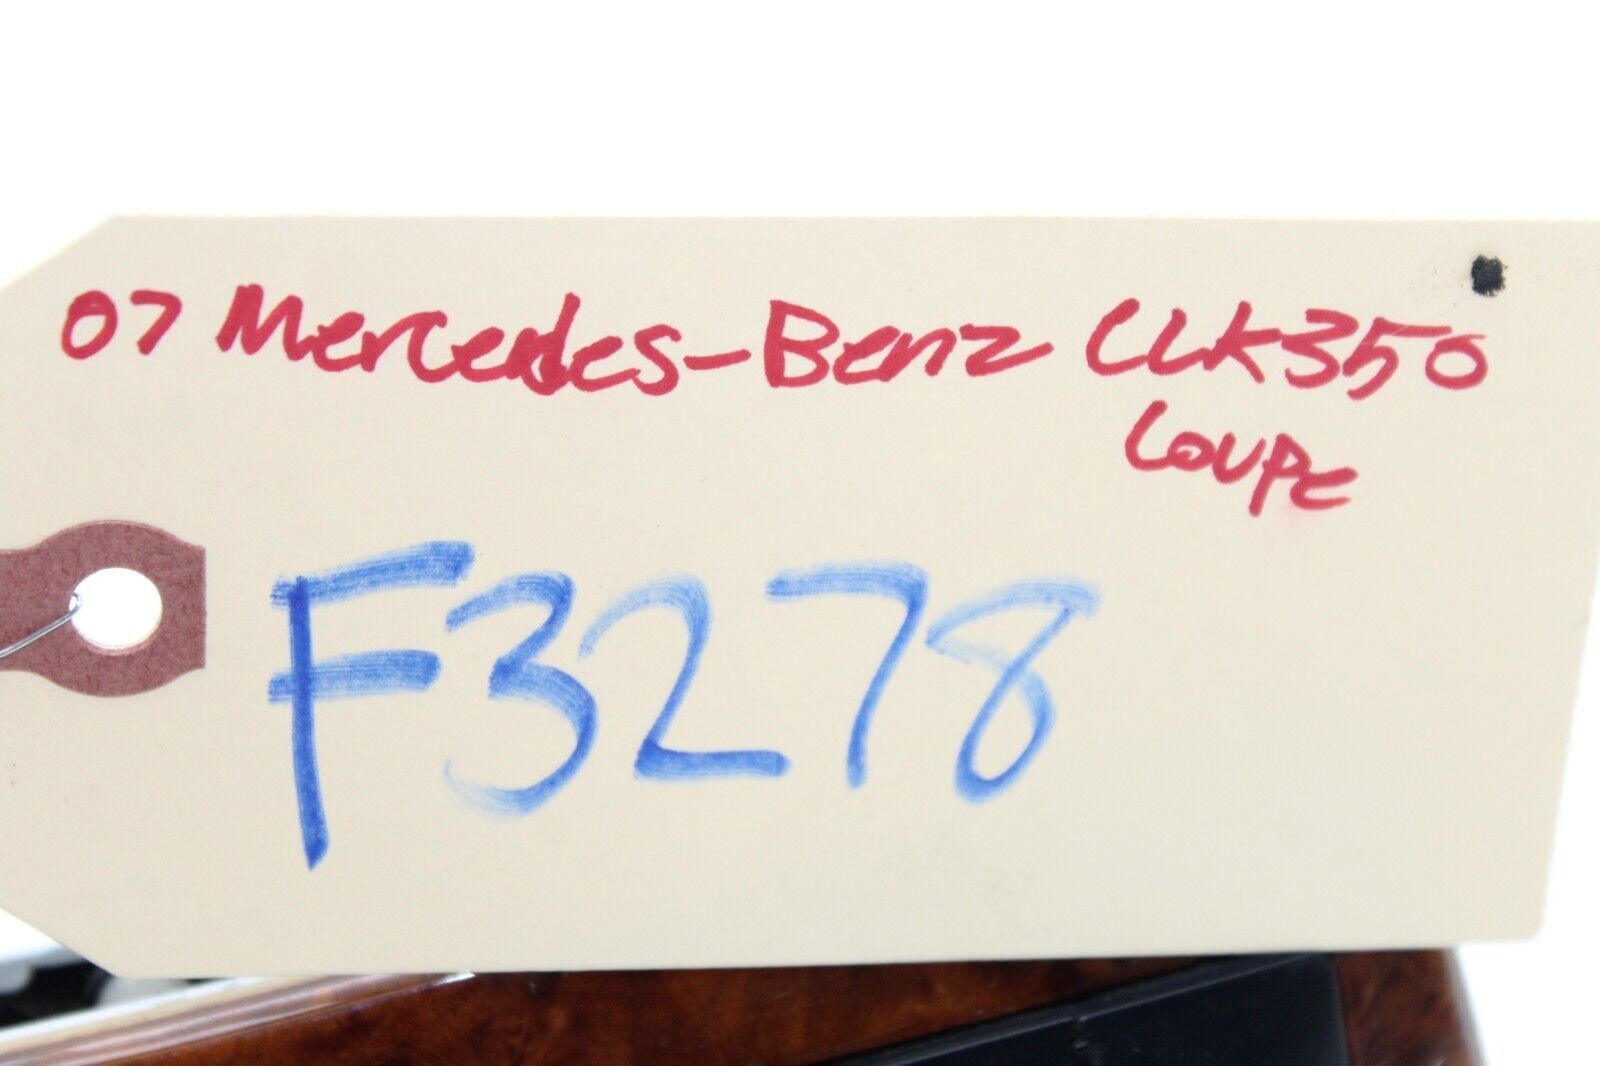 07 Mercedes-Benz CLK350
Coupe
F3278